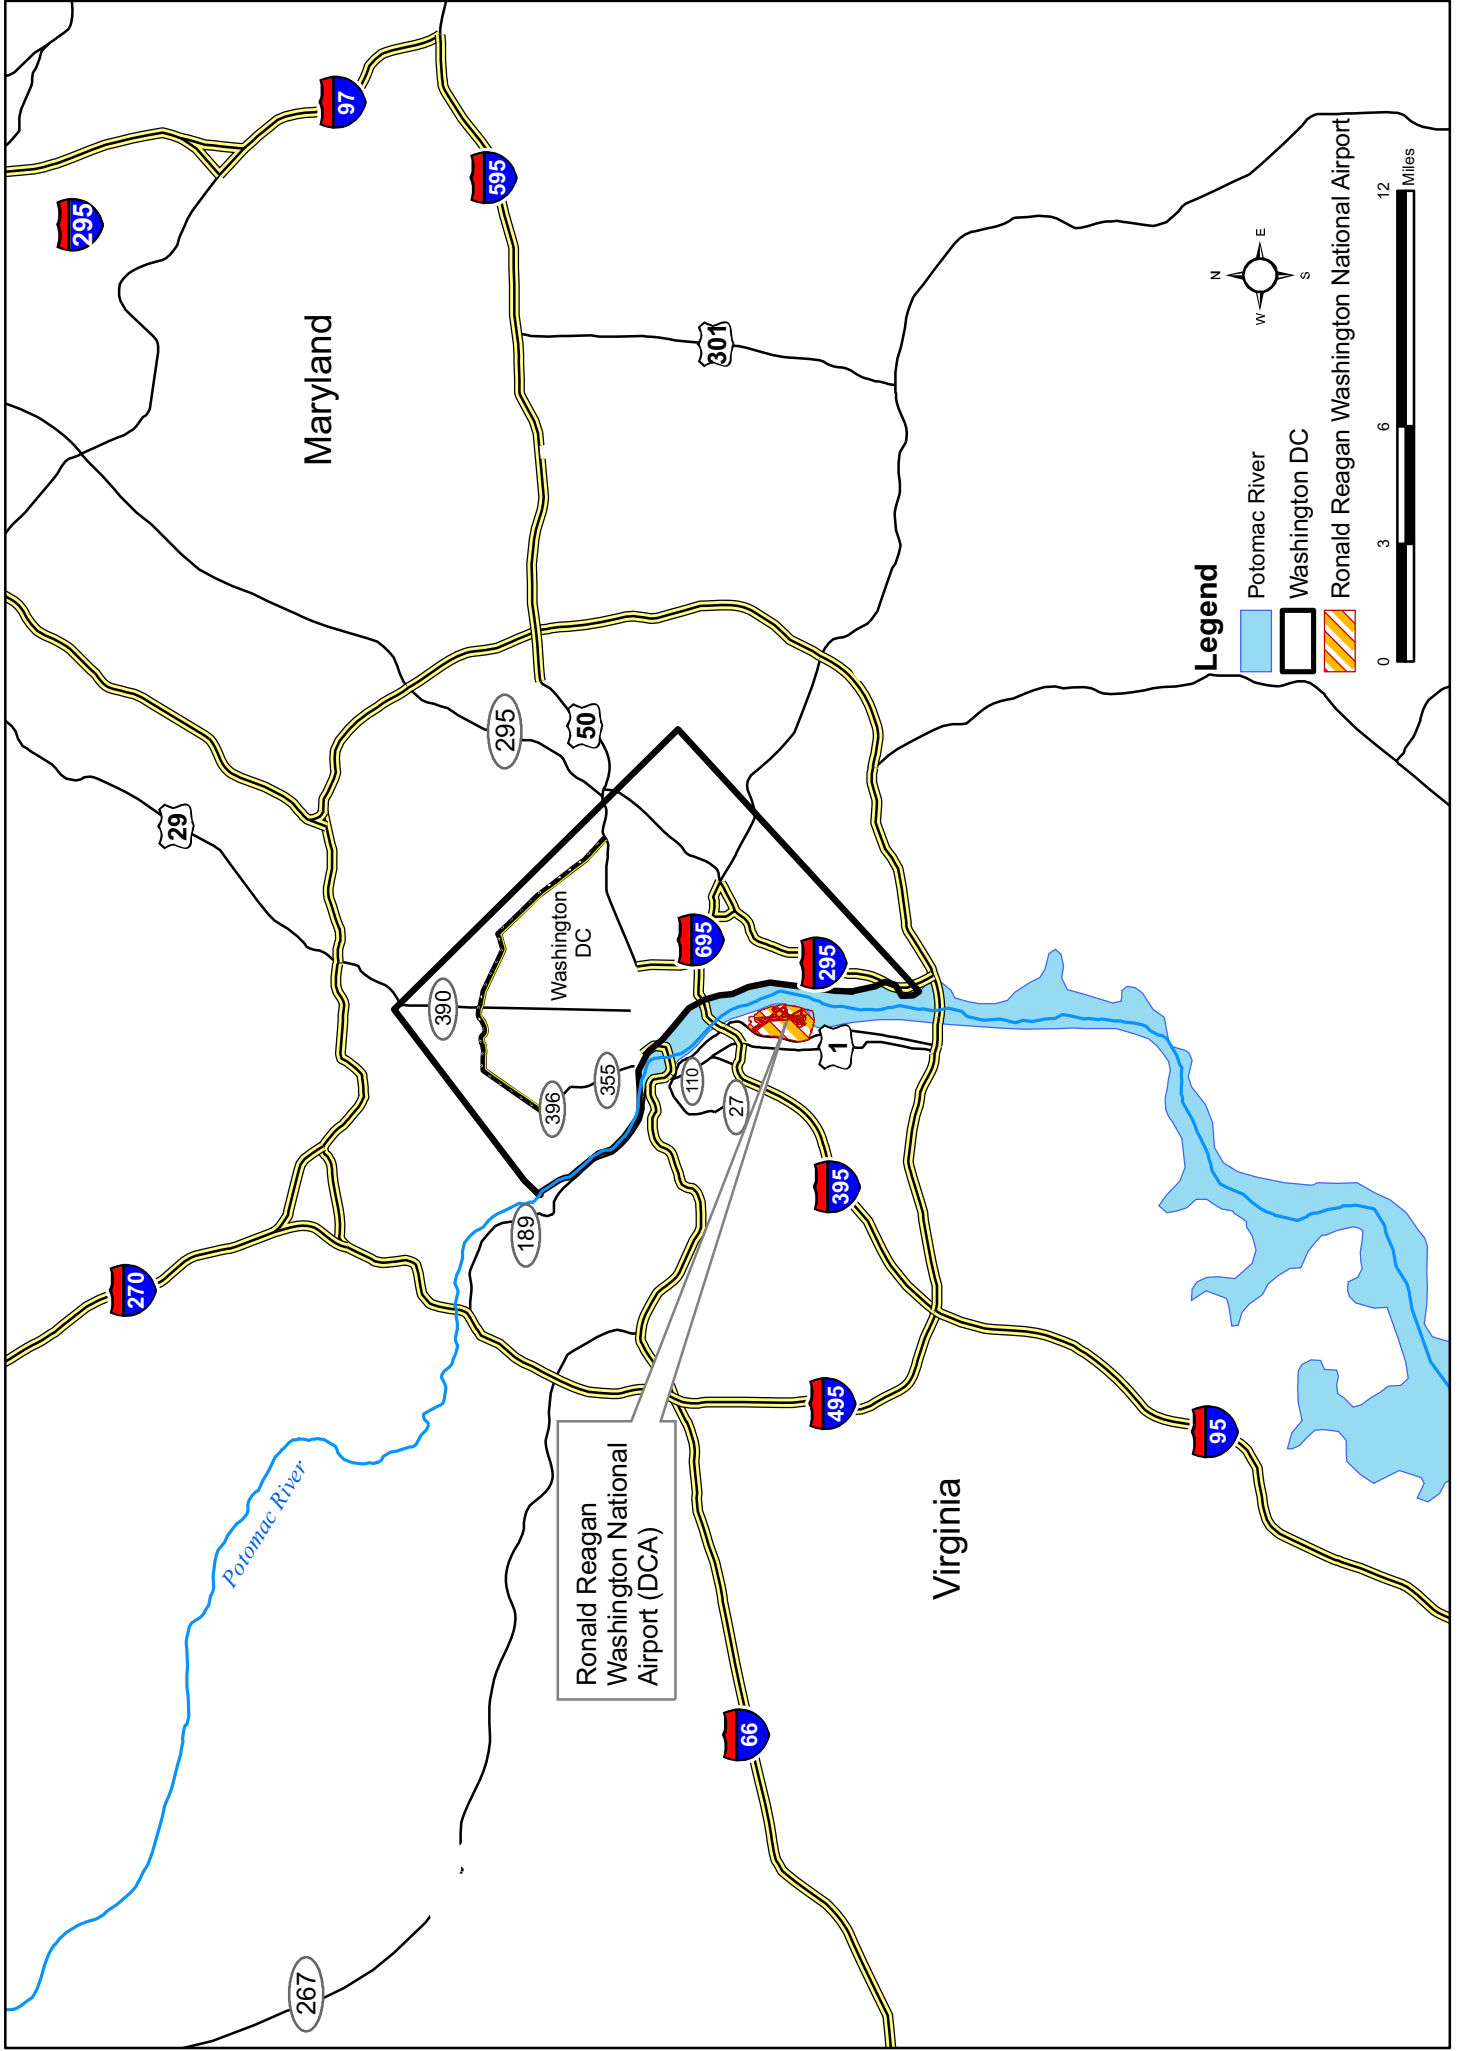 267
Potomac River
270
29
295
97
Maryland
189
390
396
355
295
50
595
Washington
DC
Ronald Reagan
Washington National
Airport (DCA)
110
27
695
301
66
495
395
1
295
Virginia
95
Legend
Potomac River
Washington DC
Ronald Reagan Washington National Airport
N
W
E
S
0
3
6
12
Miles